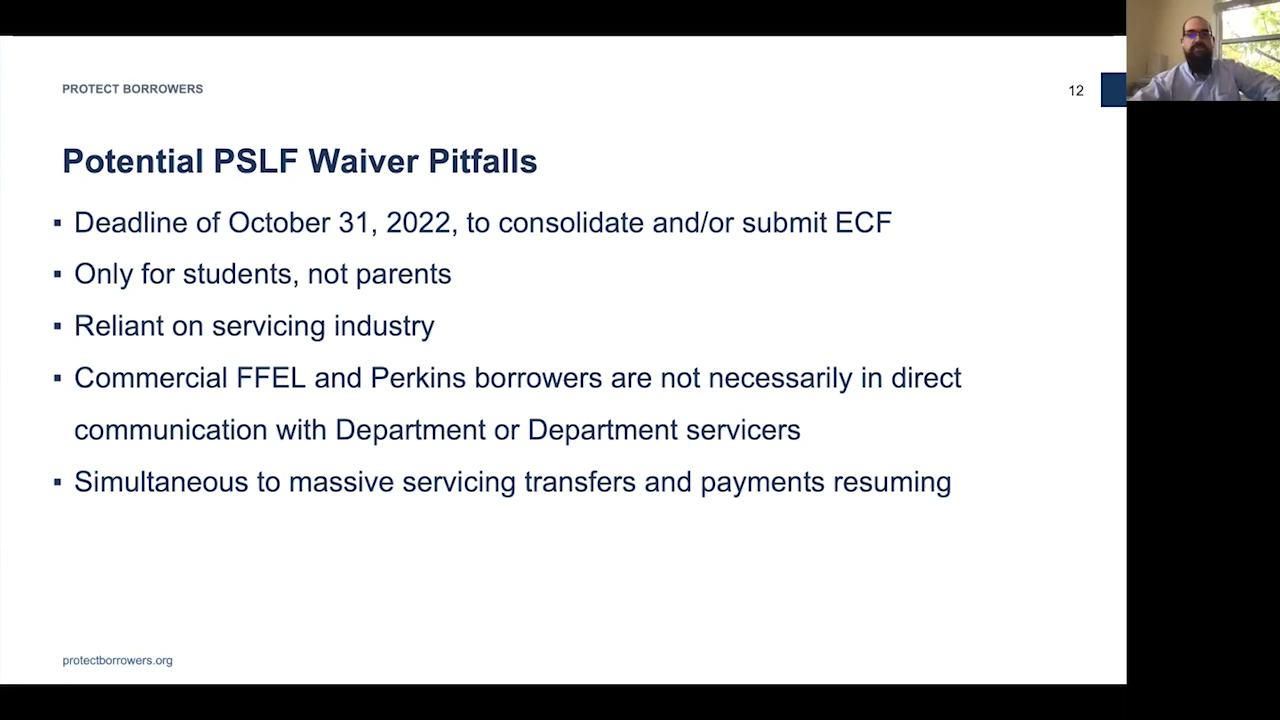 PROTECT BORROWERS
12
Potential PSLF Waiver Pitfalls
▪ Deadline of October 31, 2022, to consolidate and/or submit ECF
▪ Only for students, not parents
▪ Reliant on servicing industry
▪ Commercial FFEL and Perkins borrowers are not necessarily in direct
communication with Department or Department servicers
▪ Simultaneous to massive servicing transfers and payments resuming
protectborrowers.org